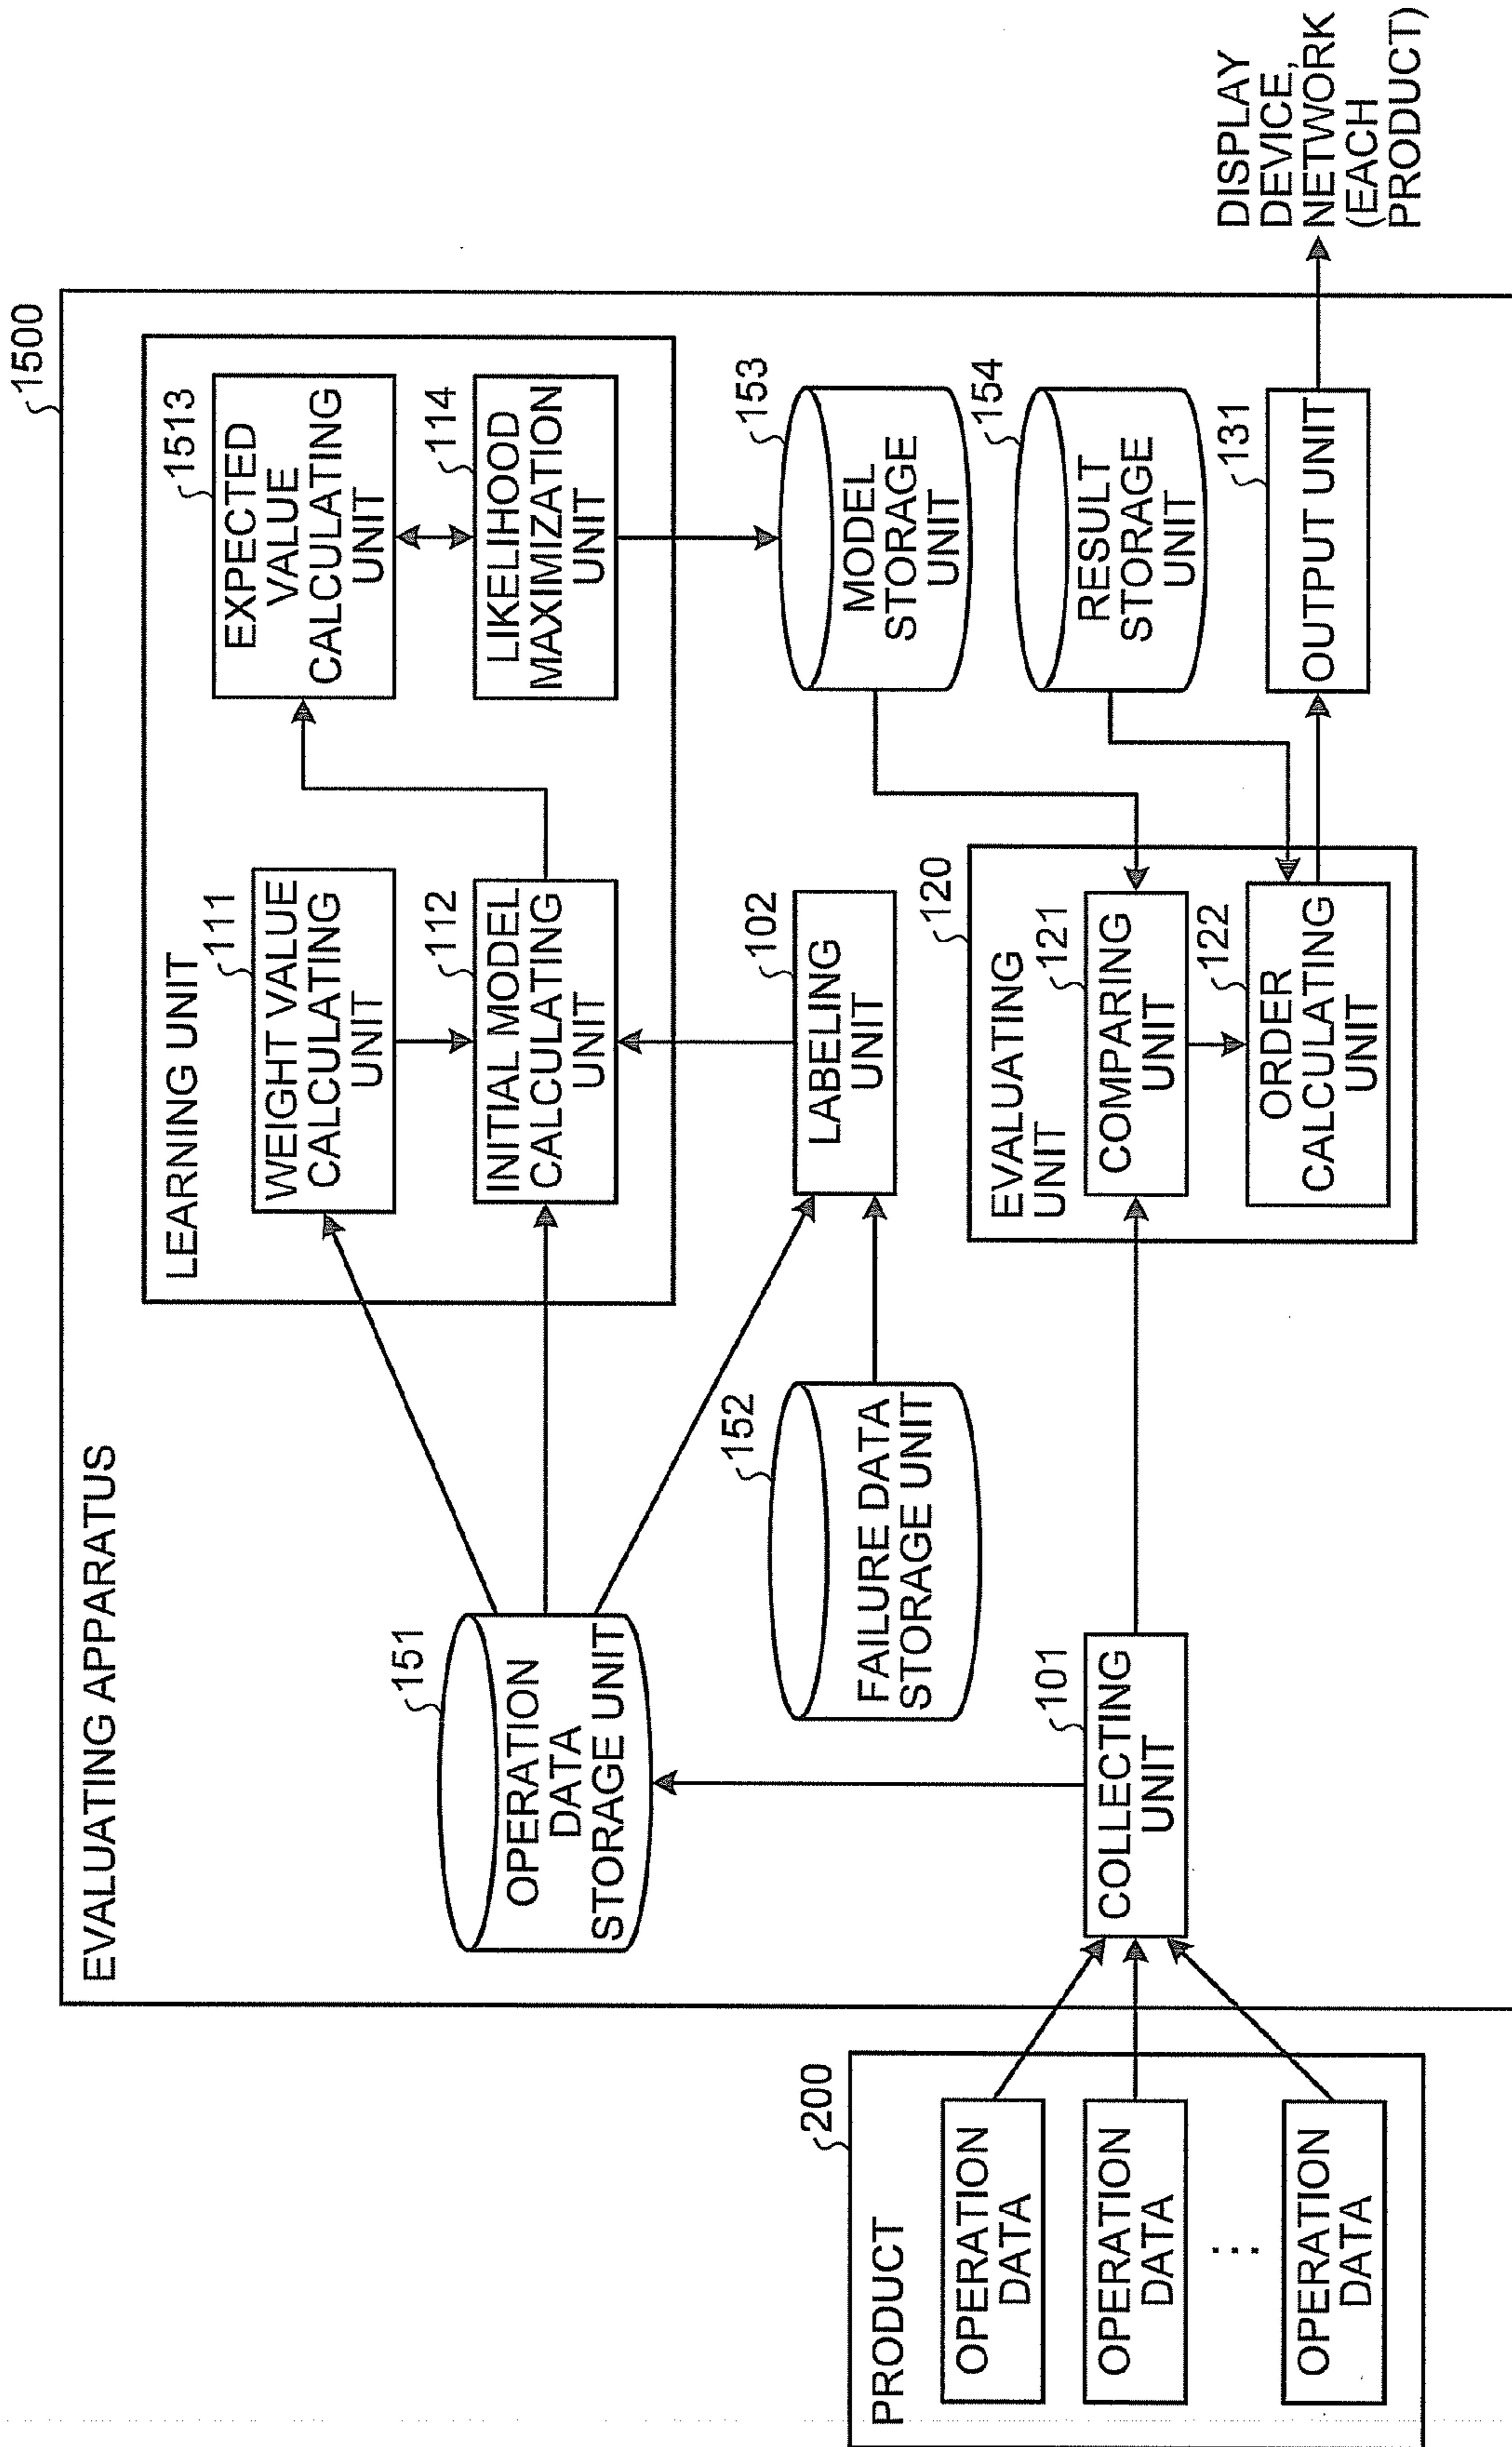 1500
EVALUATING APPARATUS
LEARNING UNIT
111
WEIGHT VALUE
CALCULATING
UNIT
1513
EXPECTED
VALUE
CALCULATING
UNIT
112
INITIAL MODEL
CALCULATING
UNIT
114
LIKELIHOOD
MAXIMIZATION
UNIT
151
OPERATION
DATA
STORAGE UNIT
152
FAILURE DATA
STORAGE UNIT
102
LABELING
UNIT
153
MODEL
STORAGE
UNIT
154
RESULT
STORAGE
UNIT
200
PRODUCT
OPERATION
DATA
OPERATION
DATA
...
OPERATION
DATA
101
COLLECTING
UNIT
120
EVALUATING
UNIT
121
COMPARING
UNIT
122
ORDER
CALCULATING
UNIT
131
OUTPUT UNIT
DISPLAY
DEVICE,
NETWORK
(EACH
PRODUCT)